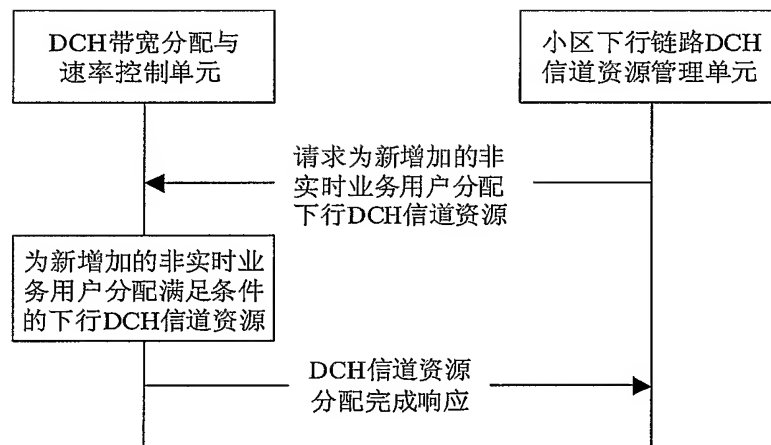 DCH带宽分配与
速率控制单元
小区下行链路DCH
信道资源管理单元
请求为新增加的非
实时业务用户分配
下行DCH信道资源
为新增加的非实时业
务用户分配满足条件
的下行DCH信道资源
DCH信道资源
分配完成响应